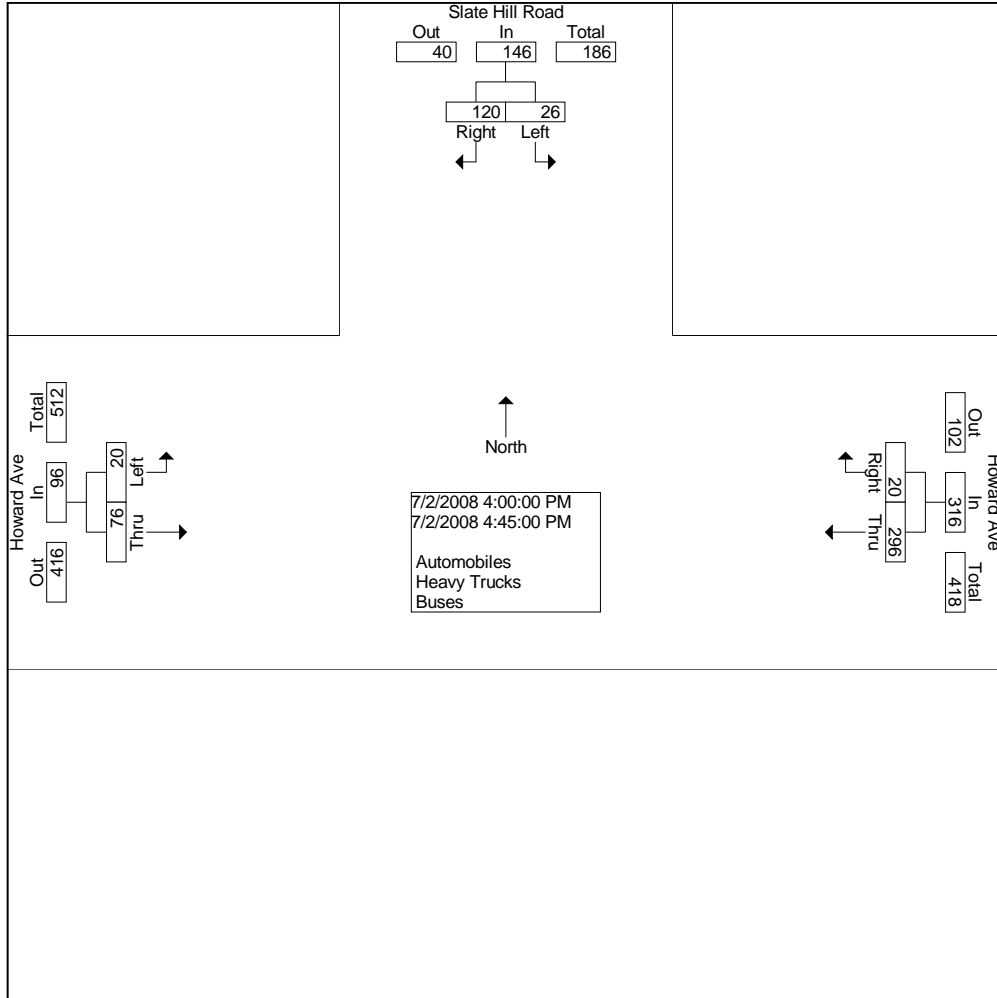 Slate Hill Road
Out In Total
40 146 186
120 26
Right Left
Howard Ave
Total In Out
512 96 416
20 76
Left Thru
North
7/2/2008 4:00:00 PM
7/2/2008 4:45:00 PM
Automobiles
Heavy Trucks
Buses
Howard Ave
Out In Total
102 316 418
20 296
Right Thru